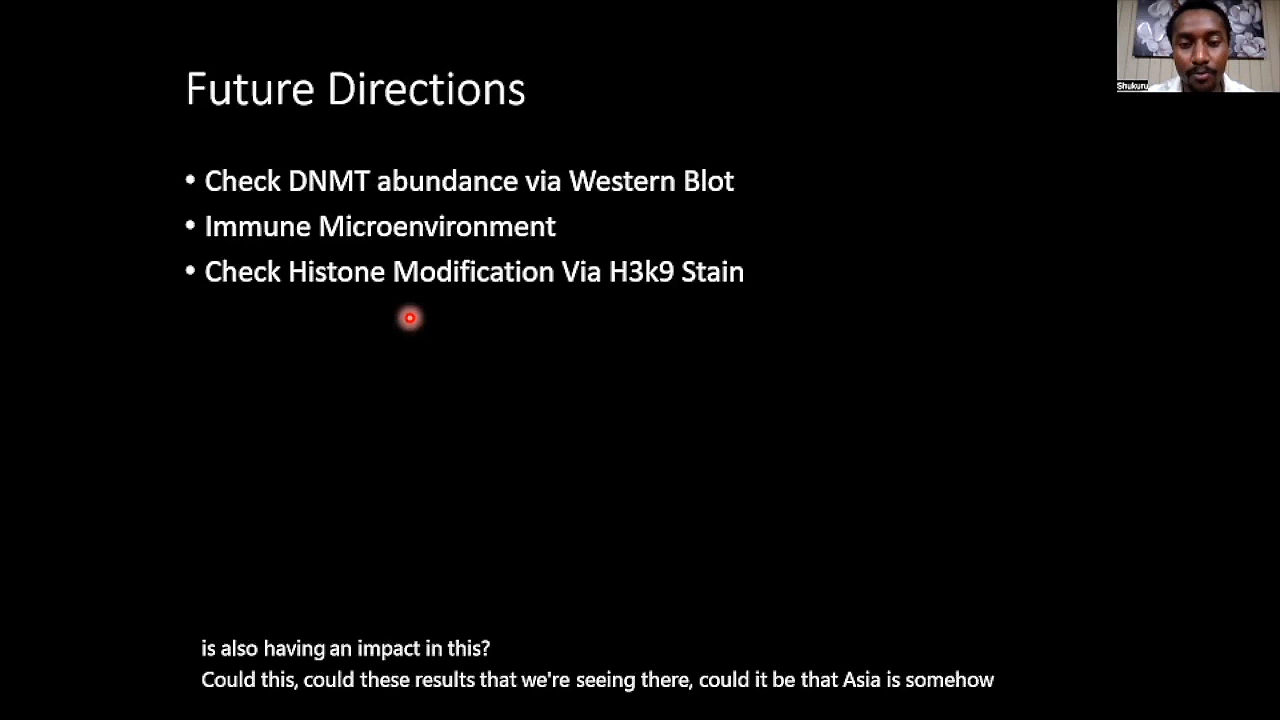 Future Directions
Shukuru
• Check DNMT abundance via Western Blot
• Immune Microenvironment
• Check Histone Modification Via H3k9 Stain
is also having an impact in this?
Could this, could these results that we're seeing there, could it be that Asia is somehow